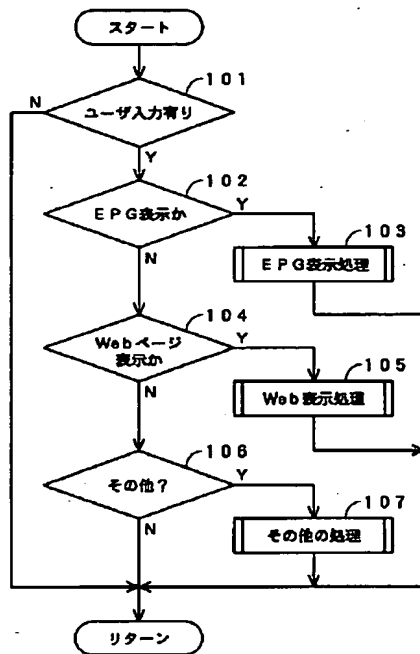 スタート
101
ユーザ入力有り
N
Y
102
EPG表示か
Y
N
103
EPG表示処理
104
Webページ
表示か
Y
N
105
Web表示処理
106
その他?
Y
N
107
その他の処理
リターン